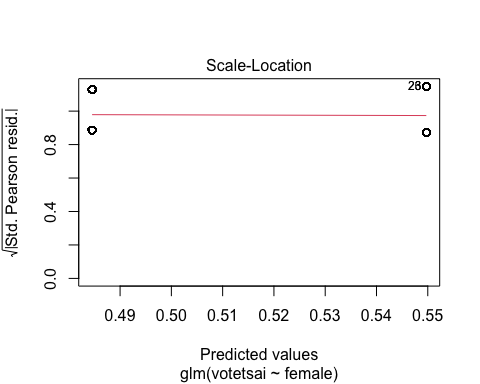 Scale-Location
√|Std. Pearson resid.|
0.8
0.4
0.0
0.49 0.50 0.51 0.52 0.53 0.54 0.55
Predicted values
glm(votetsai ~ female)